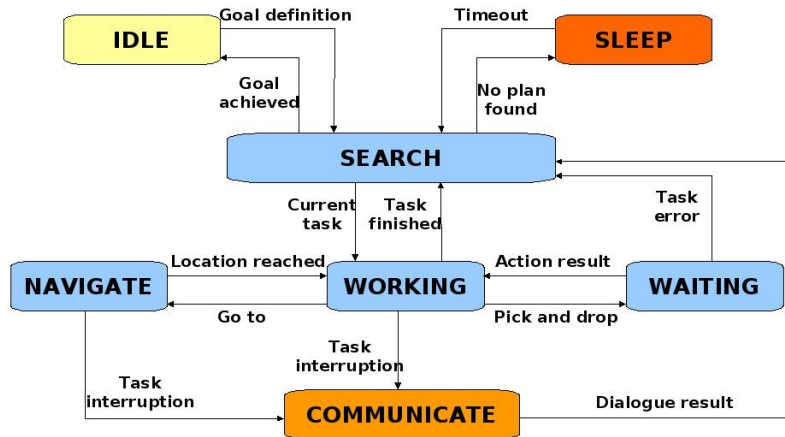 Goal definition
IDLE
Timeout
SLEEP
Goal
achieved
No plan
found
SEARCH
Current
task
Task
finished
Task
error
Location reached
Action result
NAVIGATE
WORKING
WAITING
Go to
Pick and drop
Task
interruption
Task
interruption
COMMUNICATE
Dialogue result